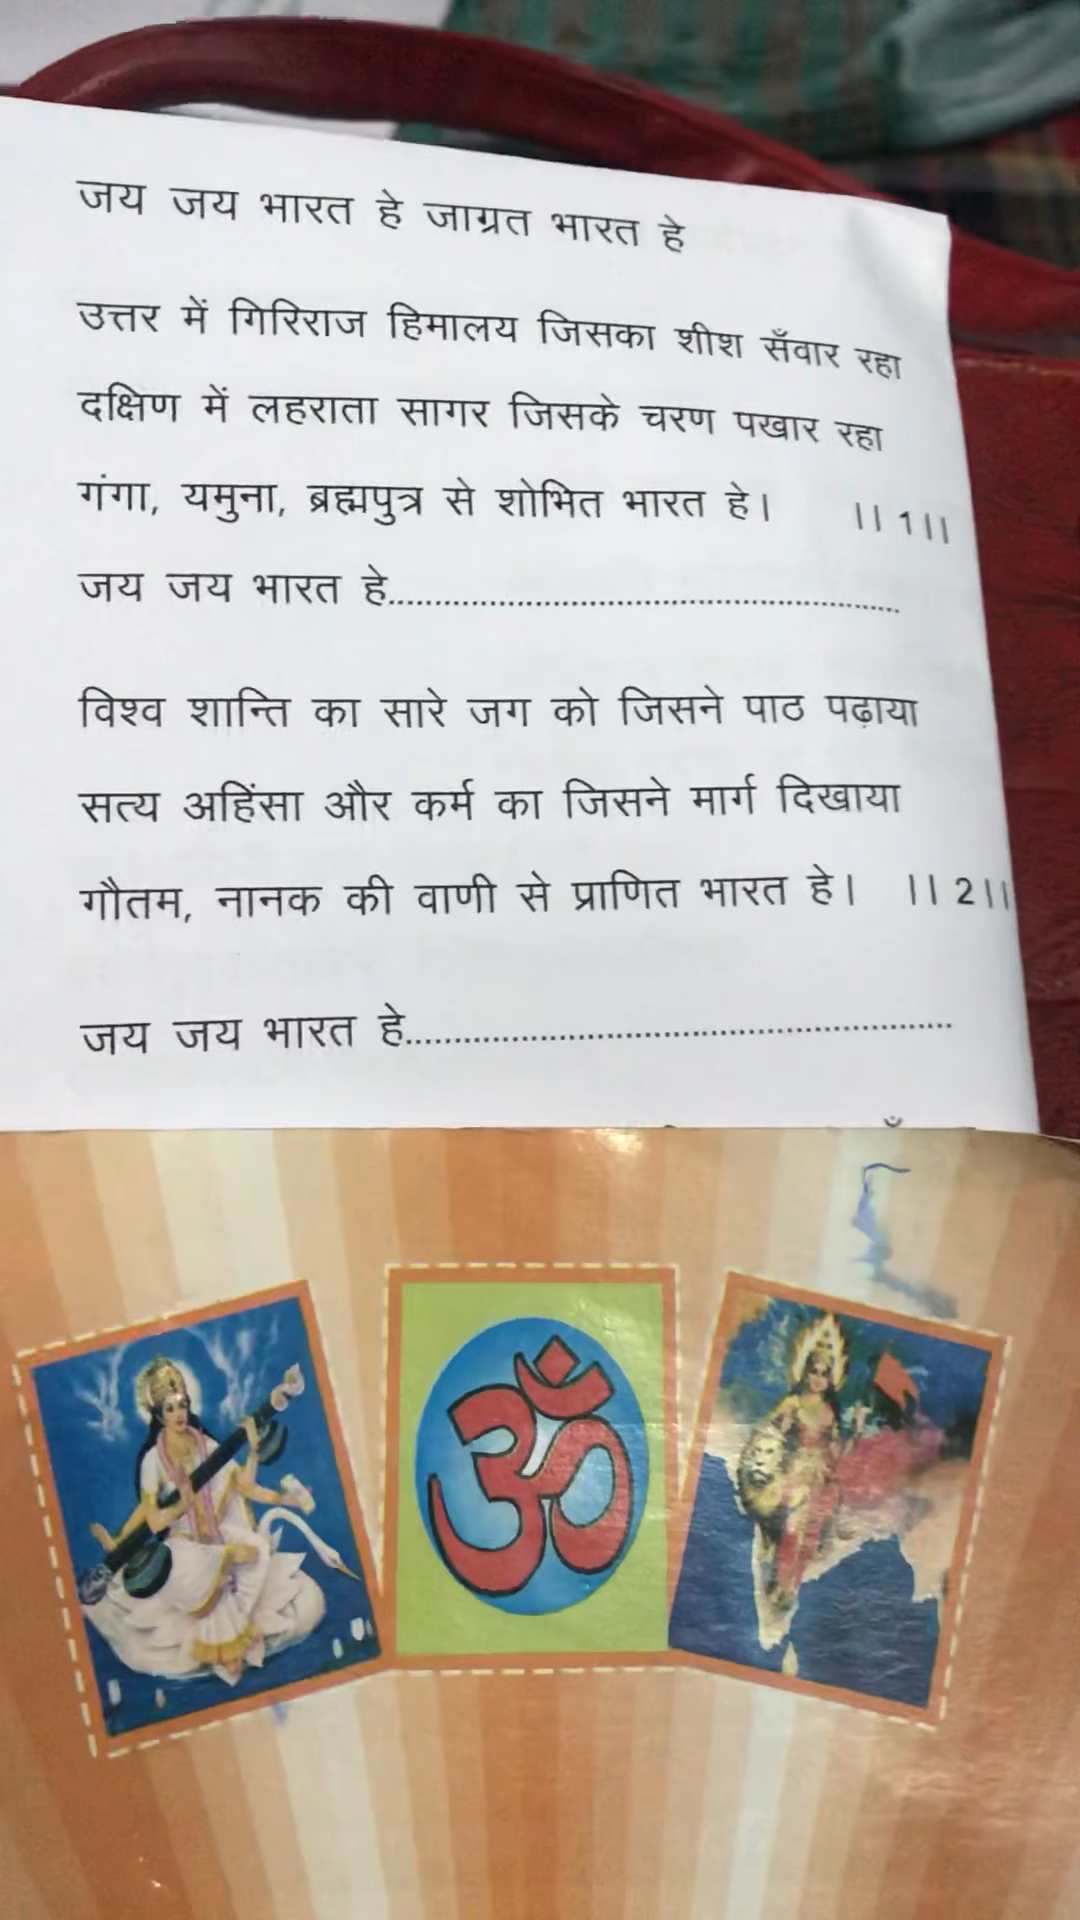 जय जय भारत हे जाग्रत भारत हे
उत्तर में गिरिराज हिमालय जिसका शीश सँवार रहा
दक्षिण में लहराता सागर जिसके चरण पखार रहा
गंगा, यमुना, ब्रह्मपुत्र से शोभित भारत हे। ।। 1 ।।
जय जय भारत हे............................................................
विश्व शान्ति का सारे जग को जिसने पाठ पढ़ाया
सत्य अहिंसा और कर्म का जिसने मार्ग दिखाया
गौतम, नानक की वाणी से प्राणित भारत हे। ।। 2 ।।
जय जय भारत हे............................................................
ॐ